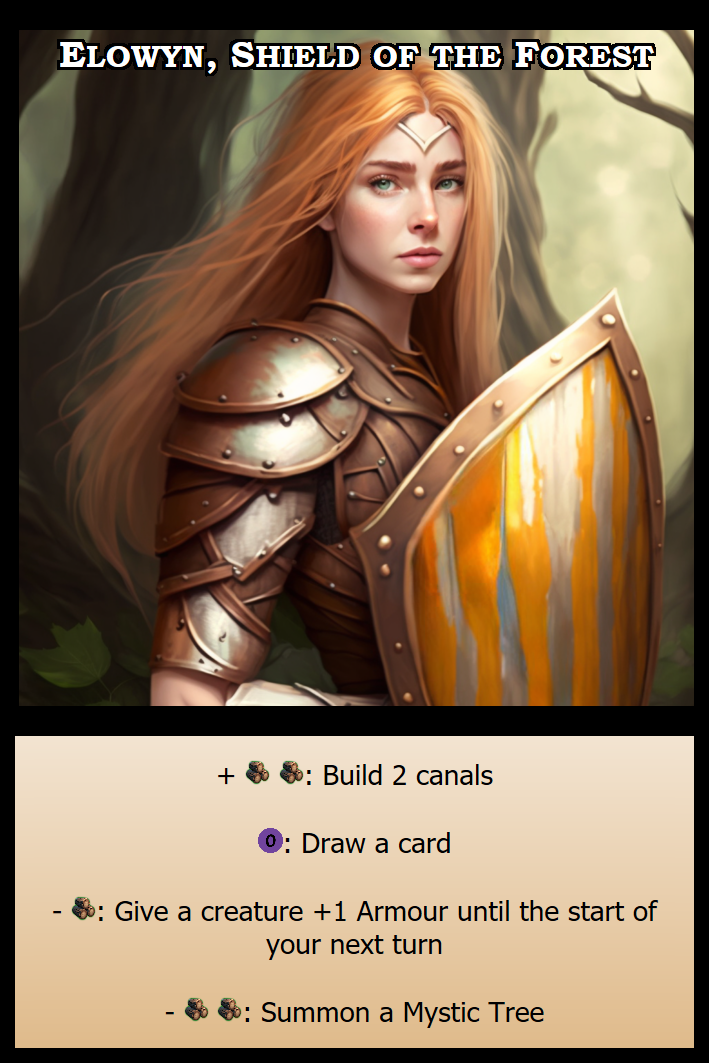 Elowyn, Shield of the Forest
+ : Build 2 canals
0: Draw a card
- : Give a creature +1 Armour until the start of
your next turn
- : Summon a Mystic Tree